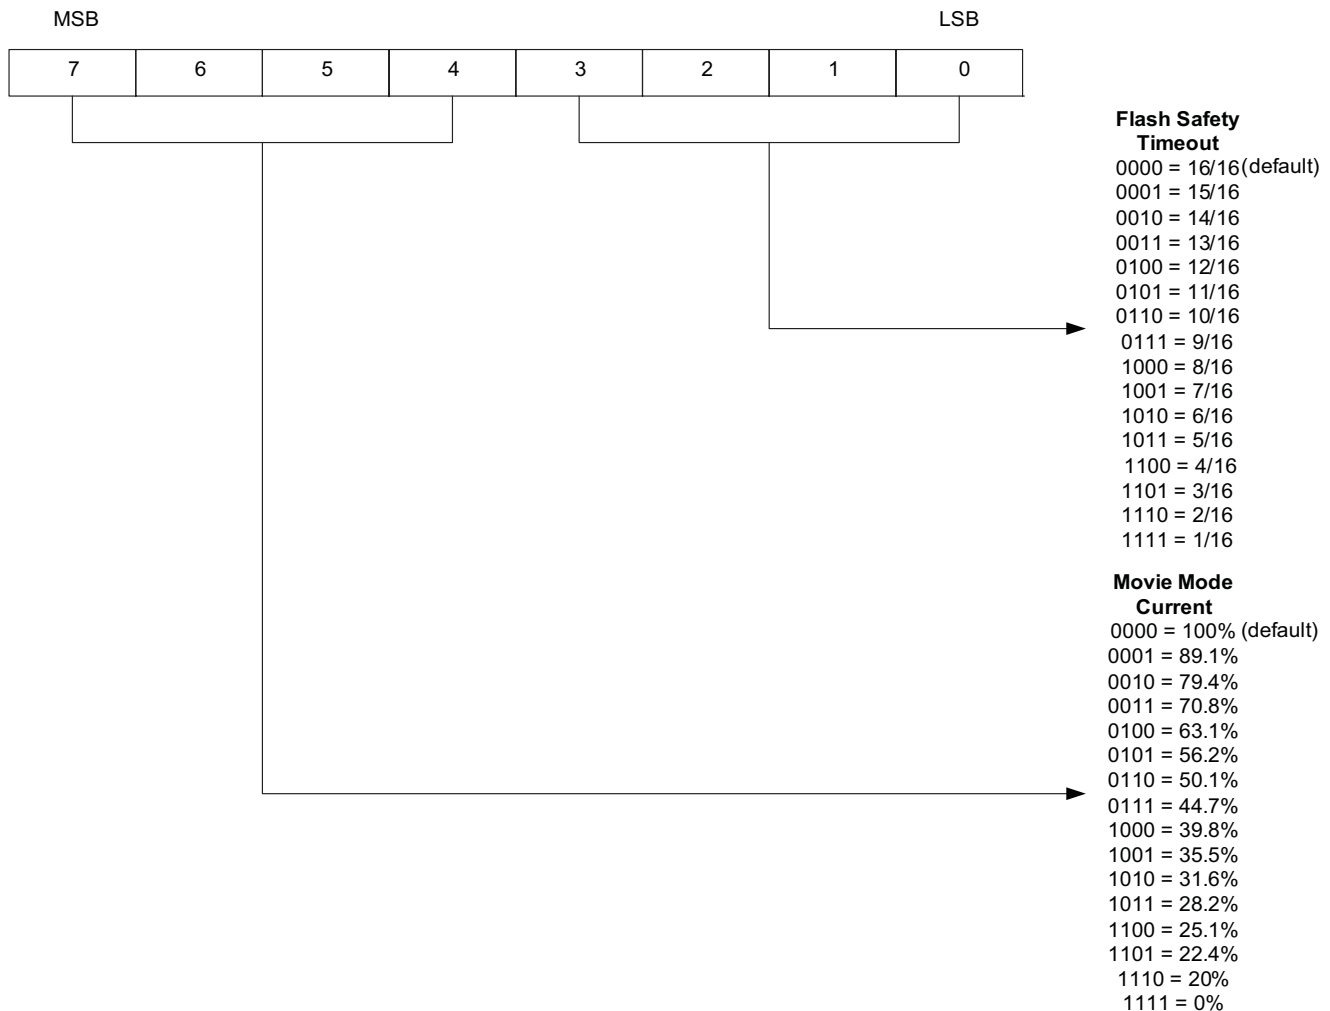 MSB LSB
7 6 5 4 3 2 1 0
Flash Safety
Timeout
0000 = 16/16(default)
0001 = 15/16
0010 = 14/16
0011 = 13/16
0100 = 12/16
0101 = 11/16
0110 = 10/16
0111 = 9/16
1000 = 8/16
1001 = 7/16
1010 = 6/16
1011 = 5/16
1100 = 4/16
1101 = 3/16
1110 = 2/16
1111 = 1/16
Movie Mode
Current
0000 = 100% (default)
0001 = 89.1%
0010 = 79.4%
0011 = 70.8%
0100 = 63.1%
0101 = 56.2%
0110 = 50.1%
0111 = 44.7%
1000 = 39.8%
1001 = 35.5%
1010 = 31.6%
1011 = 28.2%
1100 = 25.1%
1101 = 22.4%
1110 = 20%
1111 = 0%